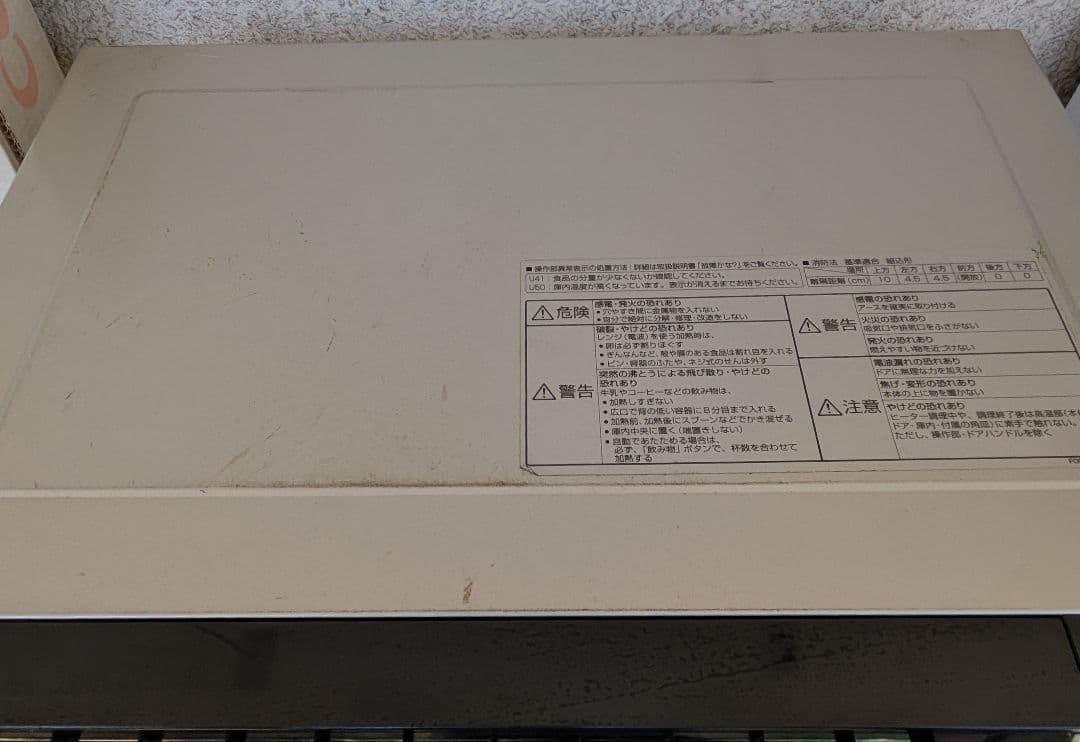 ■操作部異常表示の処置方法：詳細は取扱説明書「故障かな?」をご覧ください。
U41：食品の分量が少なくないか確認してください。
U50：庫内温度が高くなっています。表示が消えるまでお待ちください。
■消防法 基準適合 組込形
箇所 上方 左方 右方 前方 後方 下方
離隔距離(cm) 10 4.5 4.5 (開放) 0 0
危険
感電・発火の恐れあり
●穴やすき間に金属物を入れない
●自分で絶対に分解・修理・改造をしない
警告
破裂・やけどの恐れあり
レンジ(電波)を使う加熱時は、
●卵は必ず割りほぐす
●ぎんなんなど、殻や膜のある食品は割れ目を入れる
●ビン・容器のふたや、ネジ式のせんは外す
突然の沸とうによる飛び散り・やけどの
恐れあり
牛乳やコーヒーなどの飲み物は、
●加熱しすぎない
●広口で背の低い容器に8分目まで入れる
●加熱前、加熱後にスプーンなどでかき混ぜる
●庫内中央に置く(端置きしない)
●自動であたためる場合は、
必ず、「飲み物」ボタンで、杯数を合わせて
加熱する
警告
感電の恐れあり
アースを確実に取り付ける
火災の恐れあり
吸気口や排気口をふさがない
発火の恐れあり
燃えやすい物を近づけない
注意
電波漏れの恐れあり
ドアに無理な力を加えない
焦げ・変形の恐れあり
本体の上に物を置かない
やけどの恐れあり
ヒーター調理中や、調理終了後は高温部(本
ドア・庫内・付属の角皿)に素手で触れない。
ただし、操作部・ドアハンドルを除く